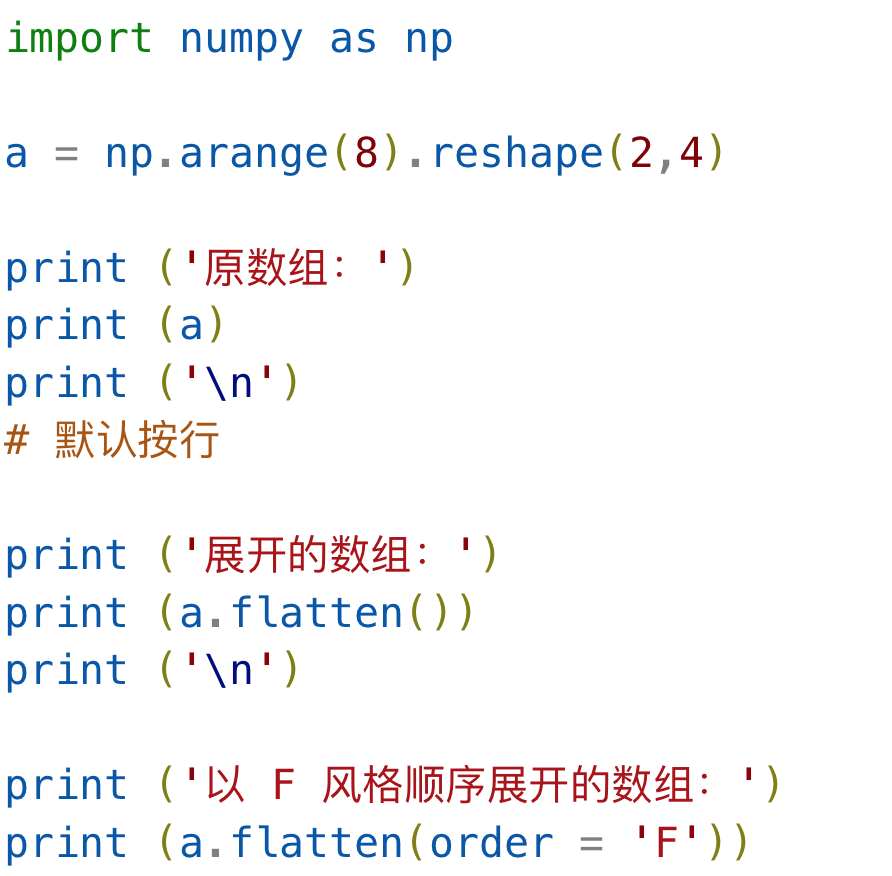 import numpy as np
a = np.arange(8).reshape(2,4)
print ('原数组：')
print (a)
print ('\n')
# 默认按行
print ('展开的数组：')
print (a.flatten())
print ('\n')
print ('以 F 风格顺序展开的数组：')
print (a.flatten(order = 'F'))